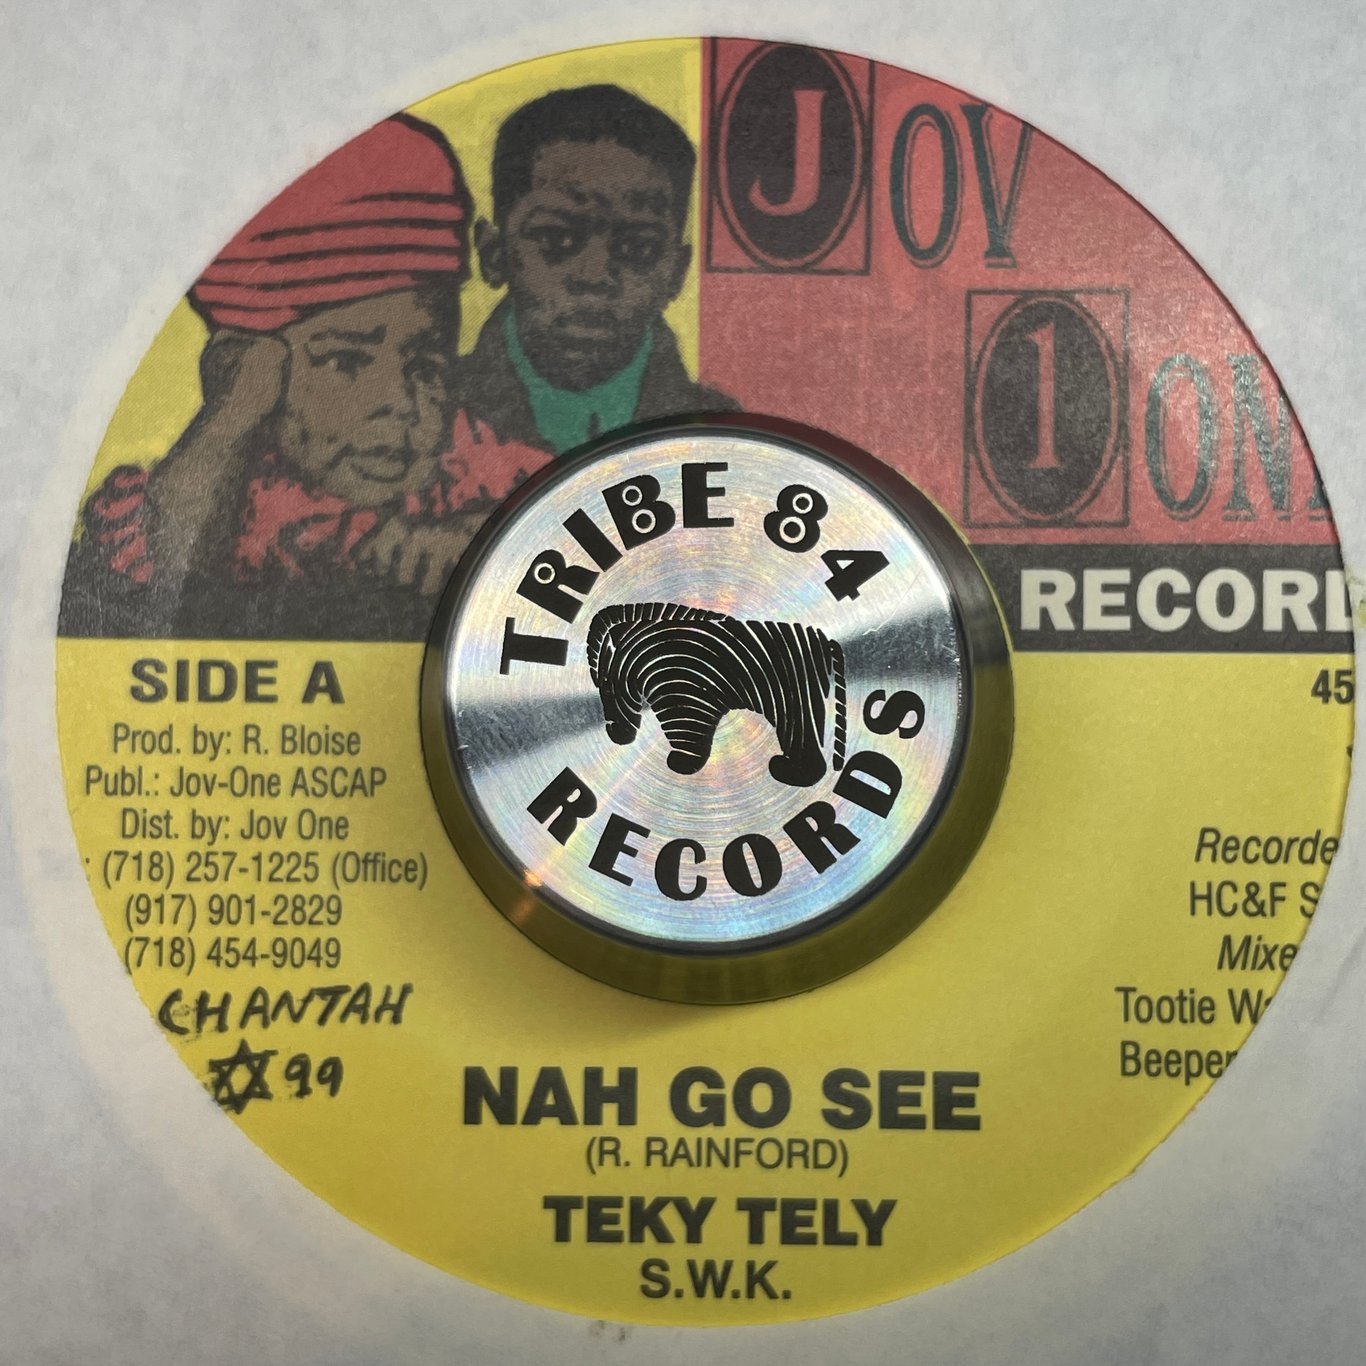 JOV
1 ONE
RECORD
TRIBE 84
RECORDS
SIDE A
Prod. by: R. Bloise
Publ.: Jov-One ASCAP
Dist. by: Jov One
: (718) 257-1225 (Office)
(917) 901-2829
(718) 454-9049
CHANTAH
99
45
Recorde
HC&F S
Mixe
Tootie W
Beeper
NAH GO SEE
(R. RAINFORD)
TEKY TELY
S.W.K.